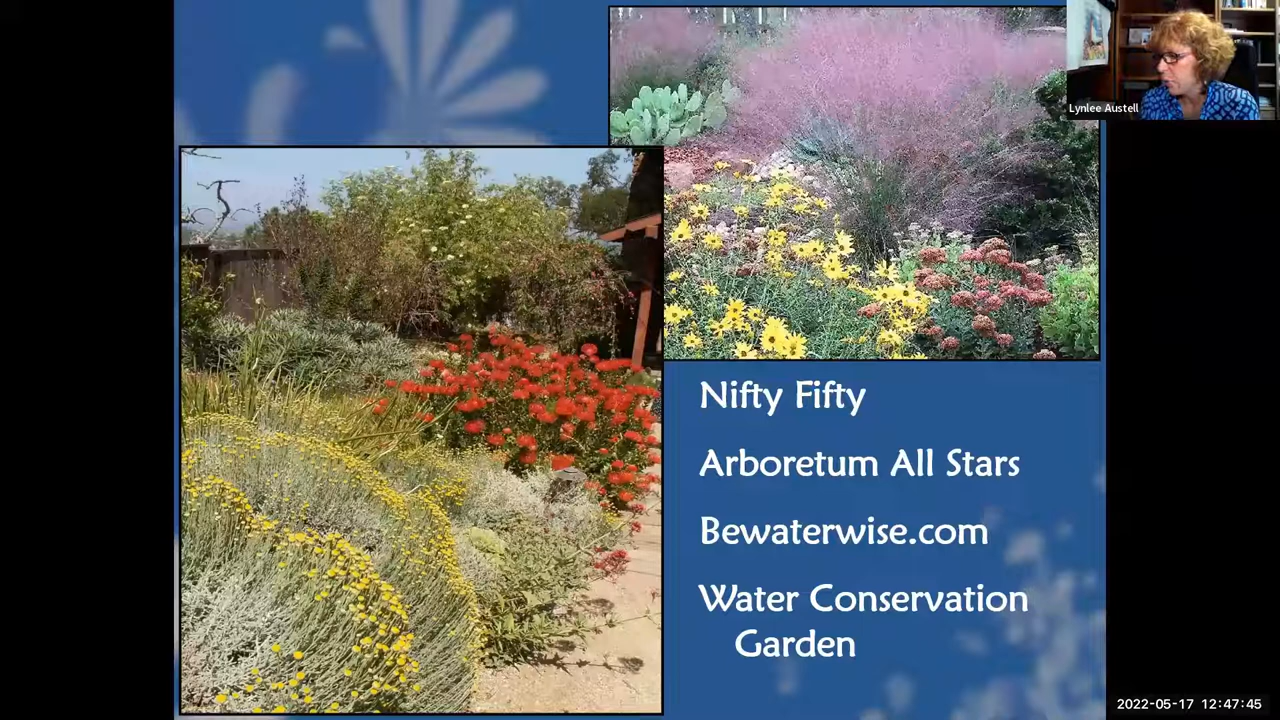 Lynlee Austell
Nifty Fifty
Arboretum All Stars
Bewaterwise.com
Water Conservation
Garden
2022-05-17 12:47:45